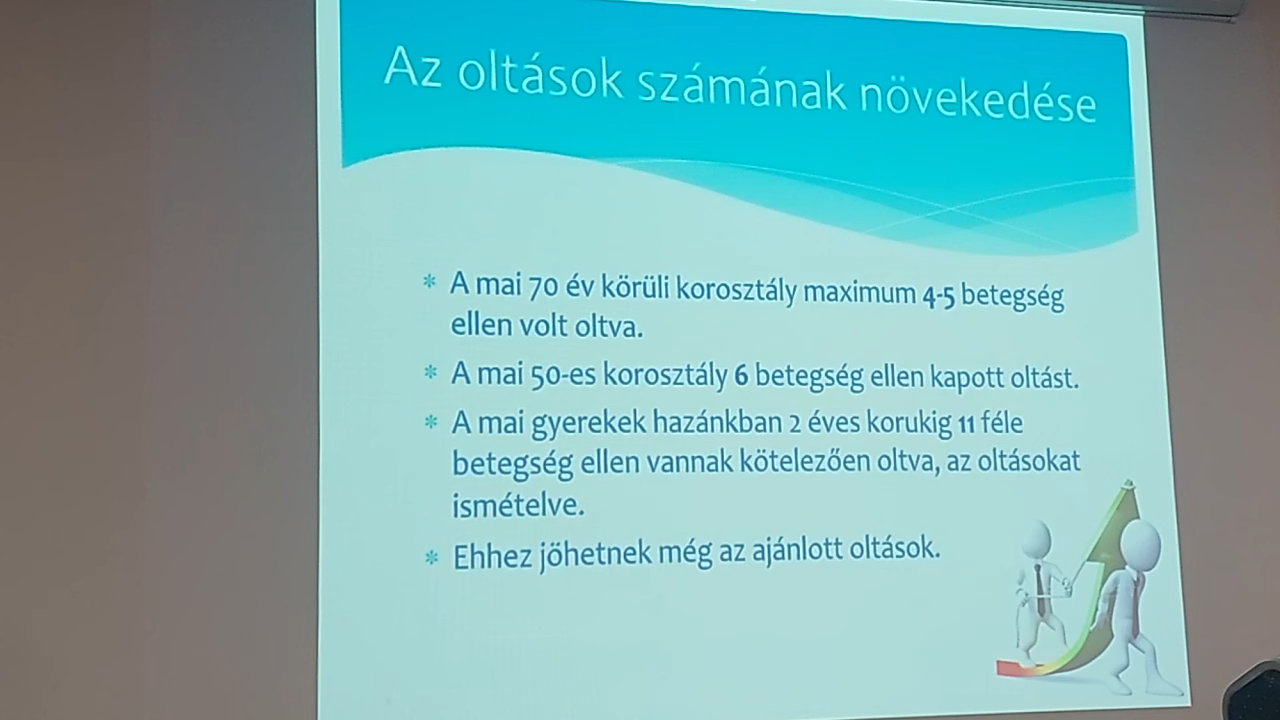 Az oltások számának növekedése
* A mai 70 év körüli korosztály maximum 4-5 betegség
ellen volt oltva.
* A mai 50-es korosztály 6 betegség ellen kapott oltást.
* A mai gyerekek hazánkban 2 éves korukig 11 féle
betegség ellen vannak kötelezően oltva, az oltásokat
ismételve.
* Ehhez jöhetnek még az ajánlott oltások.